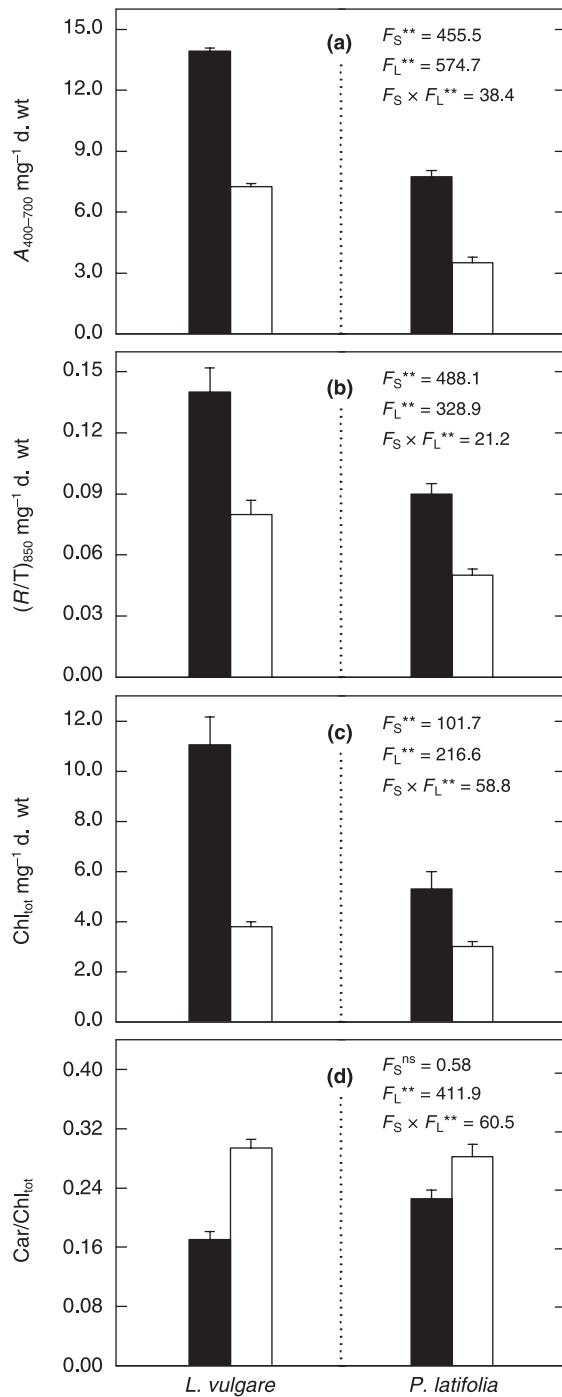 15.0
12.0
9.0
6.0
3.0
0.0
A400–700 mg–1 d. wt
(a)
FS** = 455.5
FL** = 574.7
FS × FL** = 38.4
0.15
0.09
0.06
0.03
0.00
(R/T)850 mg–1 d. wt
(b)
FS** = 488.1
FL** = 328.9
FS × FL** = 21.2
12.0
10.0
8.0
6.0
4.0
2.0
0.0
Chltot mg–1 d. wt
(c)
FS** = 101.7
FL** = 216.6
FS × FL** = 58.8
0.40
0.32
0.24
0.16
0.08
0.00
Car/Chltot
(d)
FSns = 0.58
FL** = 411.9
FS × FL** = 60.5
L. vulgare
P. latifolia